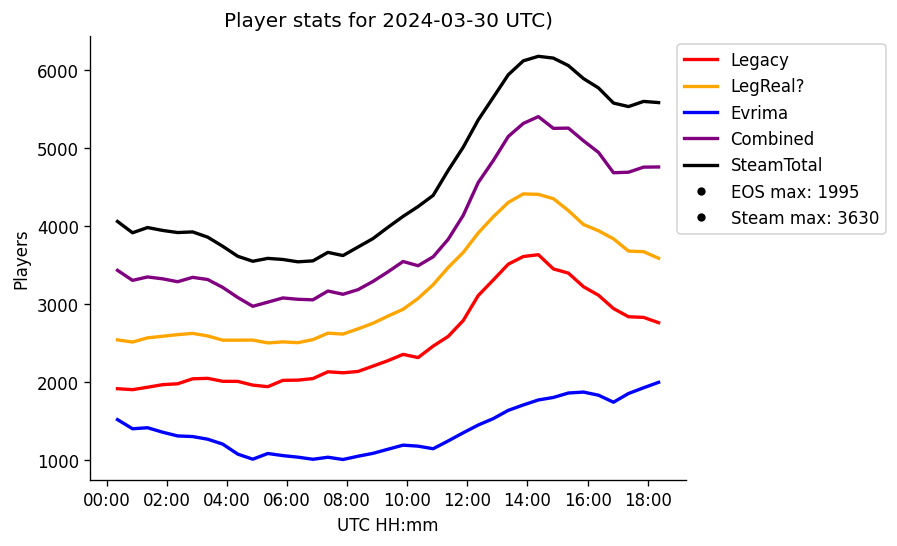 Player stats for 2024-03-30 UTC)
Legacy
LegReal?
Evrima
Combined
SteamTotal
EOS max: 1995
Steam max: 3630
Players
6000
5000
4000
3000
2000
1000
00:00 02:00 04:00 06:00 08:00 10:00 12:00 14:00 16:00 18:00
UTC HH:mm